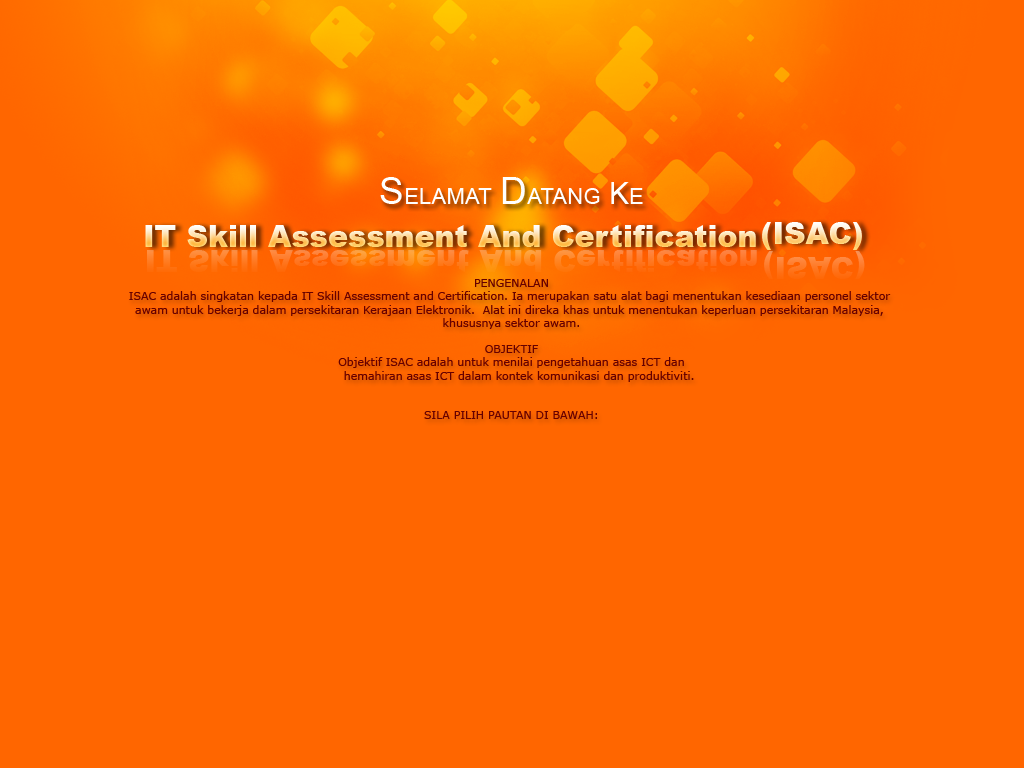 SELAMAT DATANG KE
IT Skill Assessment And Certification (ISAC)
PENGENALAN
ISAC adalah singkatan kepada IT Skill Assessment and Certification. Ia merupakan satu alat bagi menentukan kesediaan personel sektor
awam untuk bekerja dalam persekitaran Kerajaan Elektronik. Alat ini direka khas untuk menentukan keperluan persekitaran Malaysia,
khususnya sektor awam.
OBJEKTIF
Objektif ISAC adalah untuk menilai pengetahuan asas ICT dan
hemahiran asas ICT dalam kontek komunikasi dan produktiviti.
SILA PILIH PAUTAN DI BAWAH: